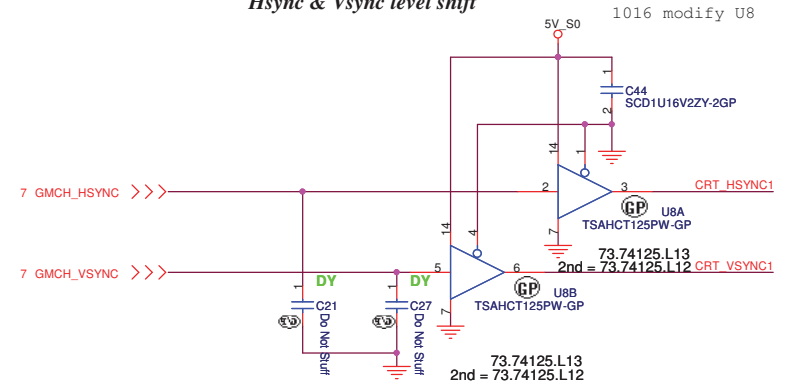 Hsync & Vsync level shift
1016 modify U8
5V_S0
1
C44
SCD1U16V2ZY-2GP
2
14
1
7 GMCH_HSYNC
2
3
CRT_HSYNC1
GP
U8A
TSAHCT125PW-GP
7
14
4
73.74125.L13
2nd = 73.74125.L12
7 GMCH_VSYNC
5
6
CRT_VSYNC1
DY
DY
GP
U8B
TSAHCT125PW-GP
1
C21
1
C27
7
2
2
Do Not Stuff
Do Not Stuff
73.74125.L13
2nd = 73.74125.L12